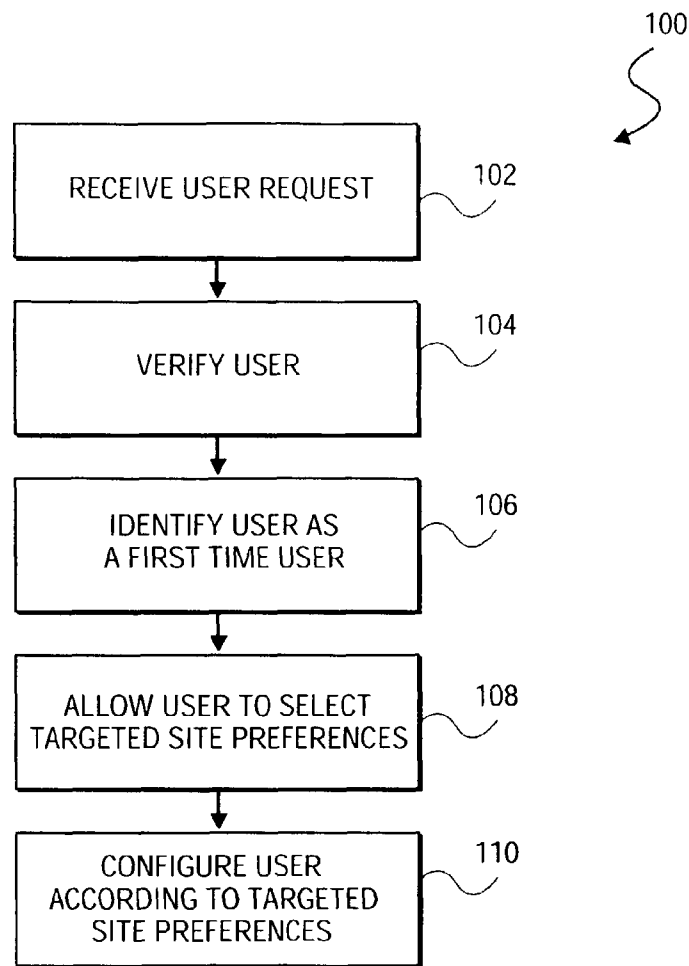 100
RECEIVE USER REQUEST
102
VERIFY USER
104
IDENTIFY USER AS
A FIRST TIME USER
106
ALLOW USER TO SELECT
TARGETED SITE PREFERENCES
108
CONFIGURE USER
ACCORDING TO TARGETED
SITE PREFERENCES
110